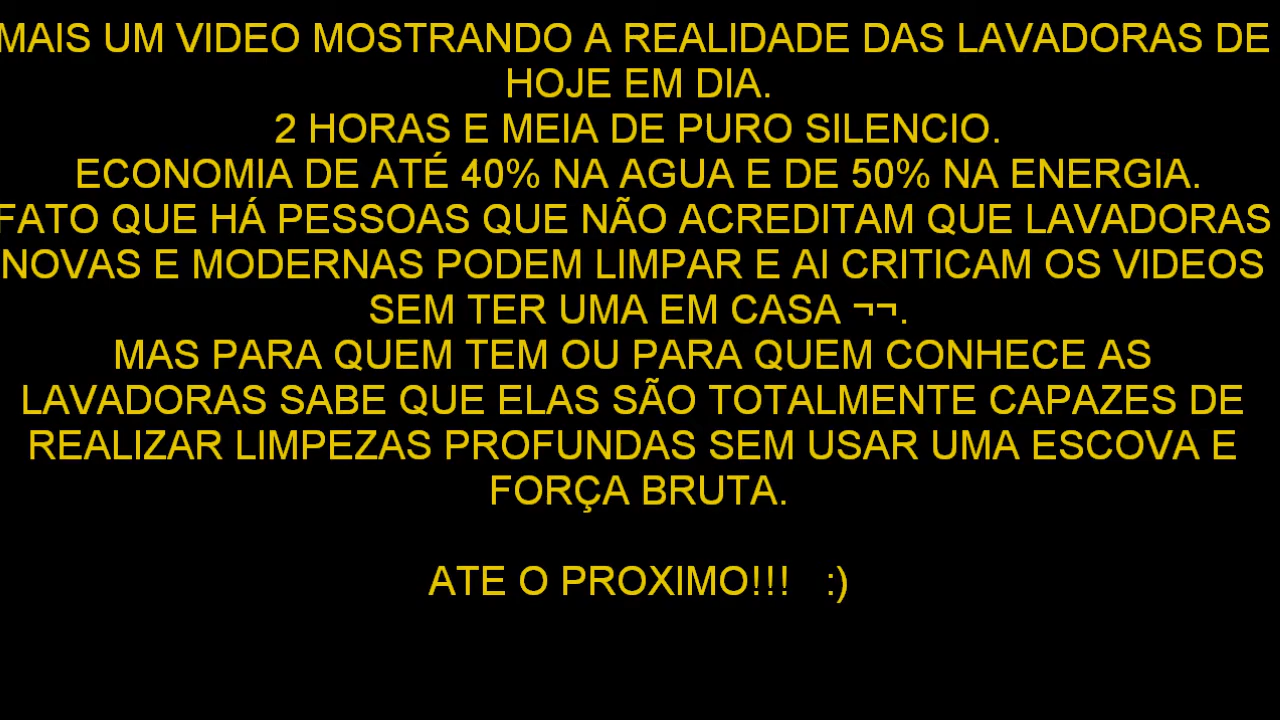 MAIS UM VIDEO MOSTRANDO A REALIDADE DAS LAVADORAS DE
HOJE EM DIA.
2 HORAS E MEIA DE PURO SILENCIO.
ECONOMIA DE ATÉ 40% NA AGUA E DE 50% NA ENERGIA.
FATO QUE HÁ PESSOAS QUE NÃO ACREDITAM QUE LAVADORAS
NOVAS E MODERNAS PODEM LIMPAR E AI CRITICAM OS VIDEOS
SEM TER UMA EM CASA ¬¬.
MAS PARA QUEM TEM OU PARA QUEM CONHECE AS
LAVADORAS SABE QUE ELAS SÃO TOTALMENTE CAPAZES DE
REALIZAR LIMPEZAS PROFUNDAS SEM USAR UMA ESCOVA E
FORÇA BRUTA.
ATE O PROXIMO!!! :)